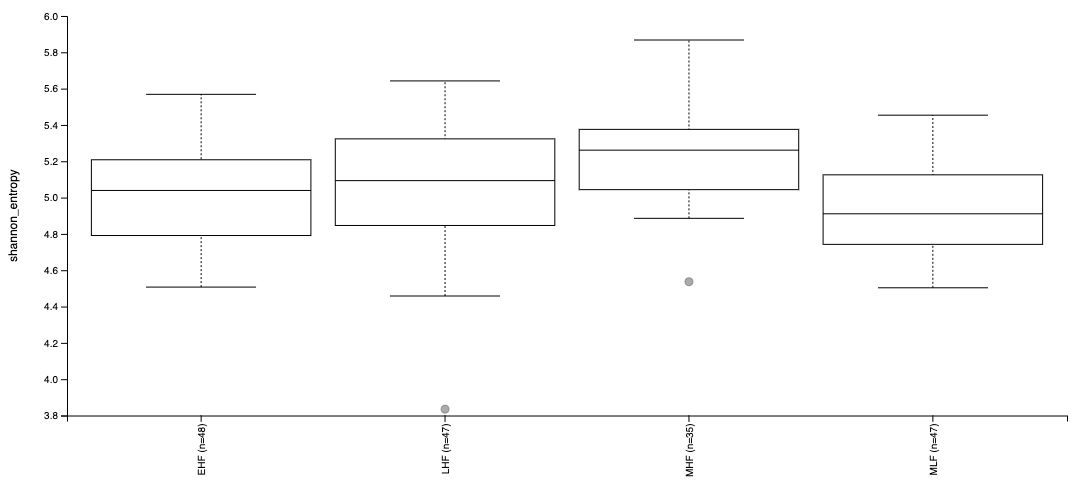 6.0
5.8
5.6
5.4
5.2
5.0
4.8
4.6
4.4
4.2
4.0
3.8
shannon_entropy
EHF (n=48)
LHF (n=47)
MHF (n=35)
MLF (n=47)